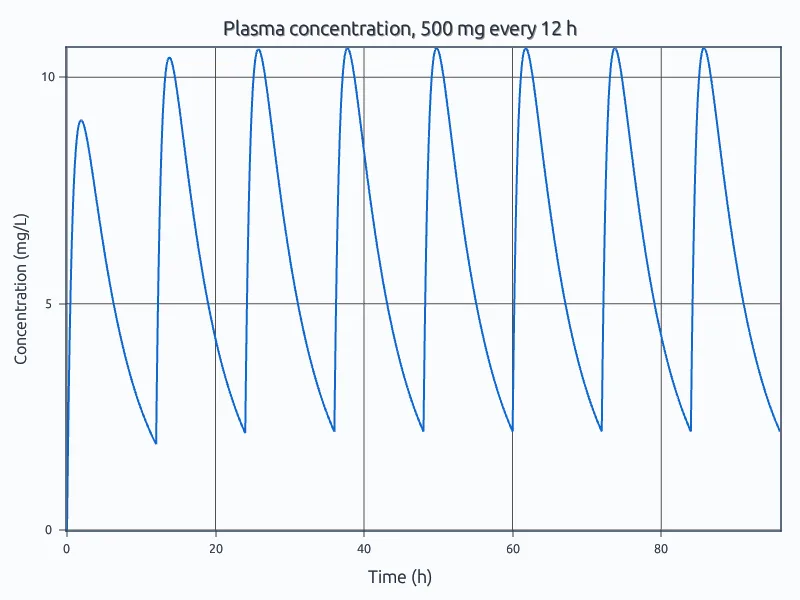 Plasma concentration, 500 mg every 12 h
10
5
0
Concentration (mg/L)
0 20 40 60 80
Time (h)